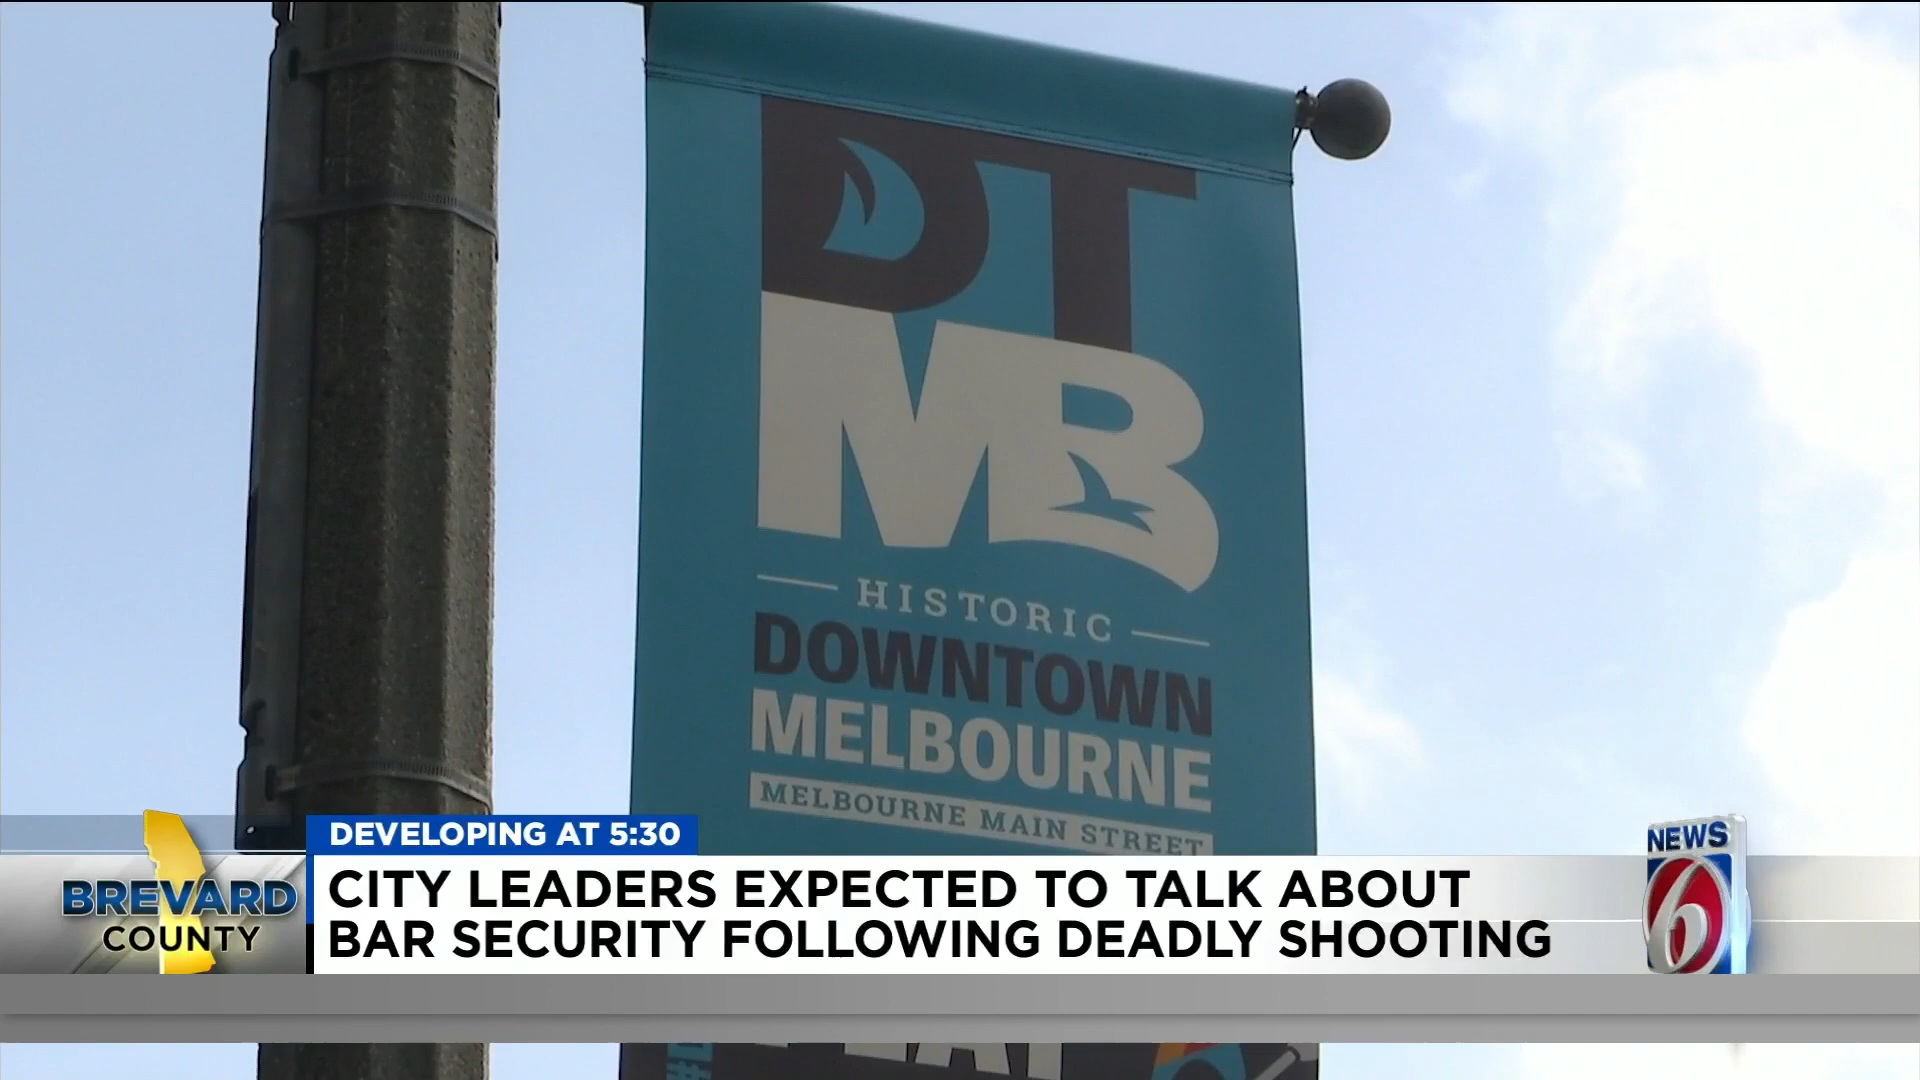 DT
MB
HISTORIC
DOWNTOWN
MELBOURNE
MELBOURNE MAIN STREET
DEVELOPING AT 5:30
BREVARD
COUNTY
CITY LEADERS EXPECTED TO TALK ABOUT
BAR SECURITY FOLLOWING DEADLY SHOOTING
NEWS
6